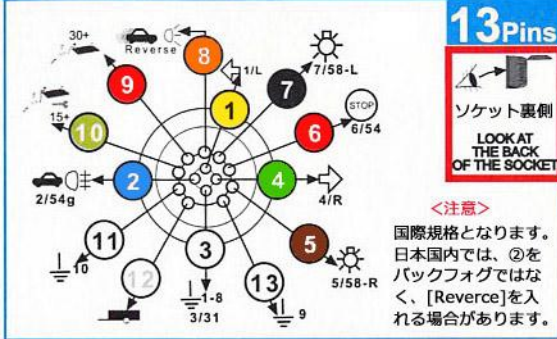 13Pins
ソケット裏側
LOOK AT
THE BACK
OF THE SOCKET
<注意>
国際規格となります。
日本国内では、②を
バックフォグではな
く、[Reverce]を入
れる場合があります。
30+
Reverse
8
1/L
7/58-L
9
7
1
STOP
6/54
15+
10
6
2
2/54g
4
4/R
11
10
12
3
1-8
3/31
13
9
5
5/58-R